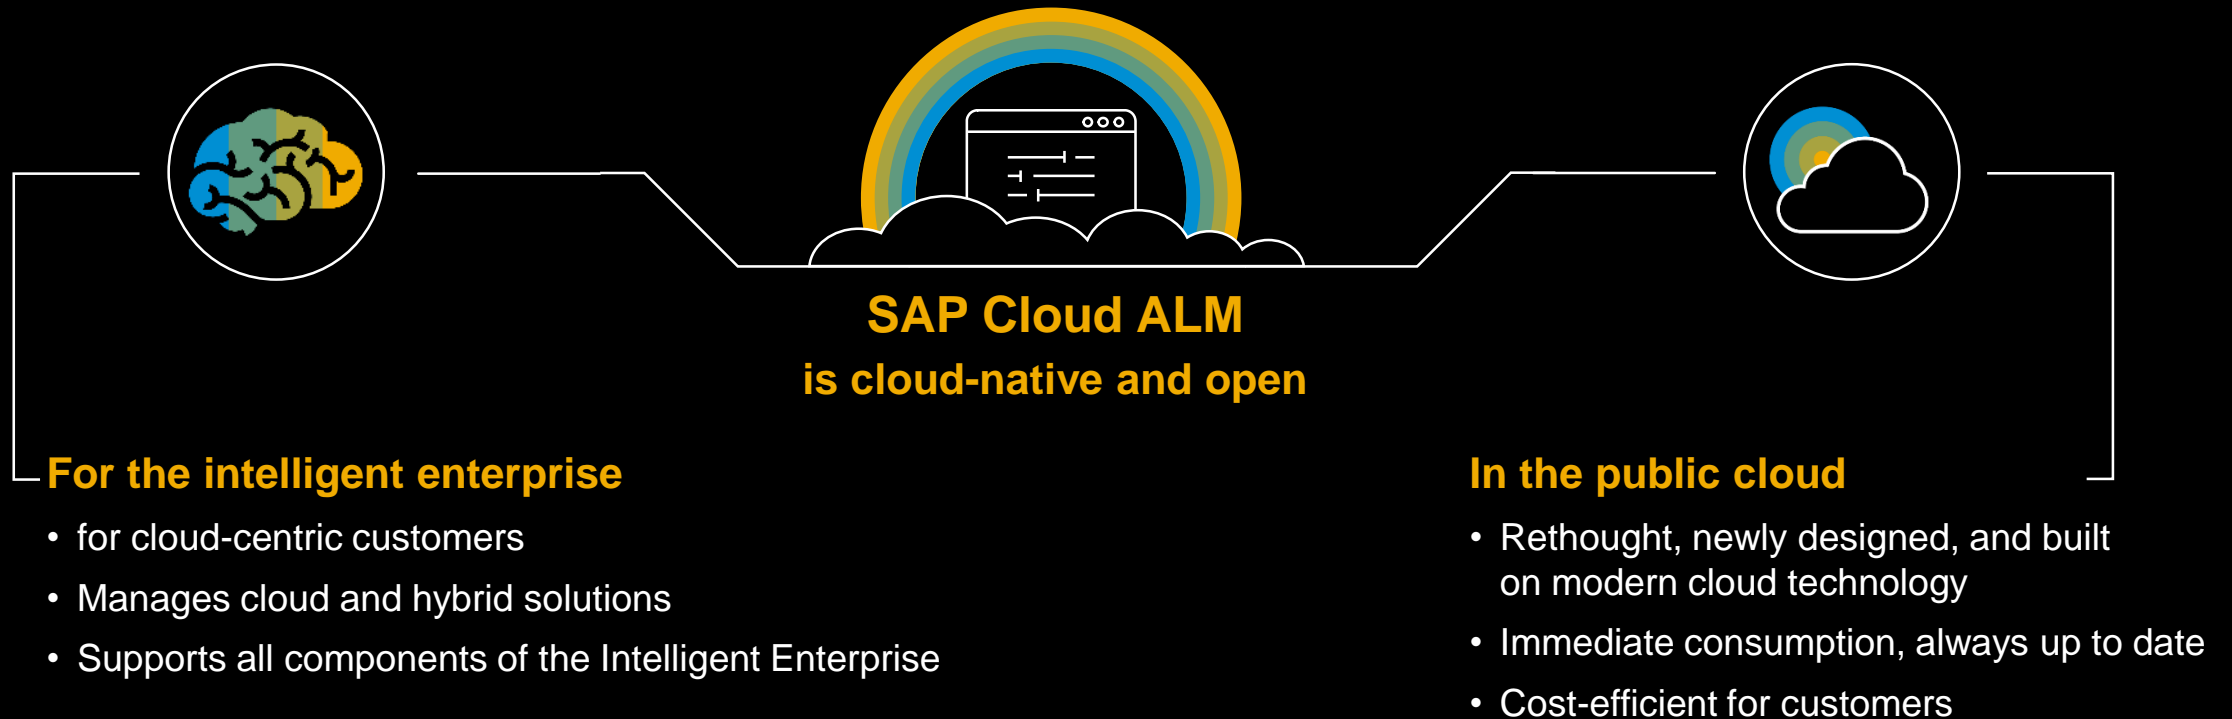 SAP Cloud ALM
is cloud-native and open
For the intelligent enterprise
• for cloud-centric customers
• Manages cloud and hybrid solutions
• Supports all components of the Intelligent Enterprise
In the public cloud
• Rethought, newly designed, and built
on modern cloud technology
• Immediate consumption, always up to date
• Cost-efficient for customers